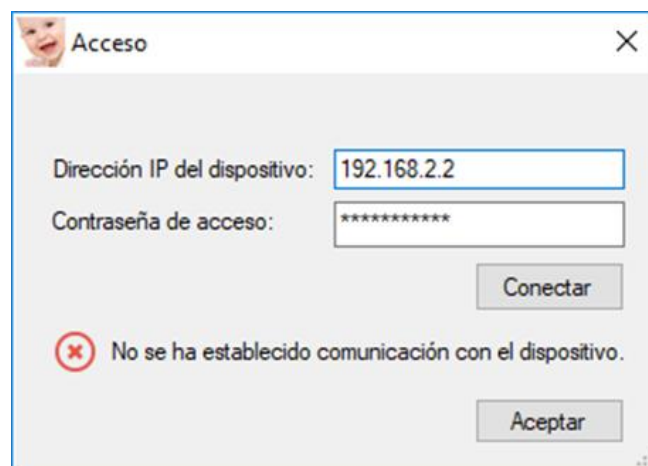 Acceso
Dirección IP del dispositivo: 192.168.2.2
Contraseña de acceso: ***********
Conectar
No se ha establecido comunicación con el dispositivo.
Aceptar